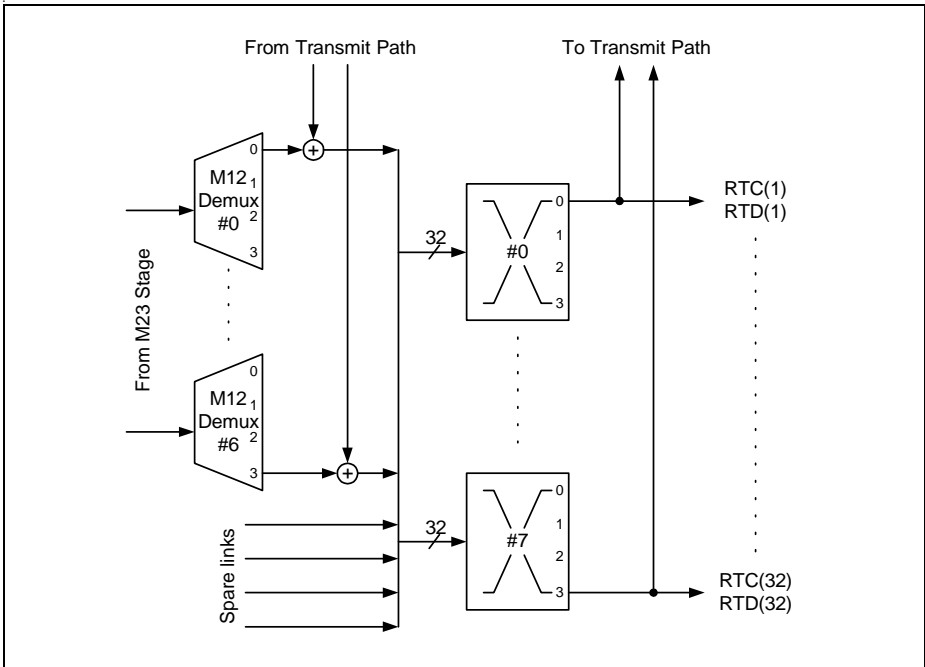 From Transmit Path
To Transmit Path
M12
Demux
#0
0
1
2
3
From M23 Stage
M12
Demux
#6
0
1
2
3
Spare links
32
#0
0
1
2
3
32
#7
0
1
2
3
RTC(1)
RTD(1)
RTC(32)
RTD(32)